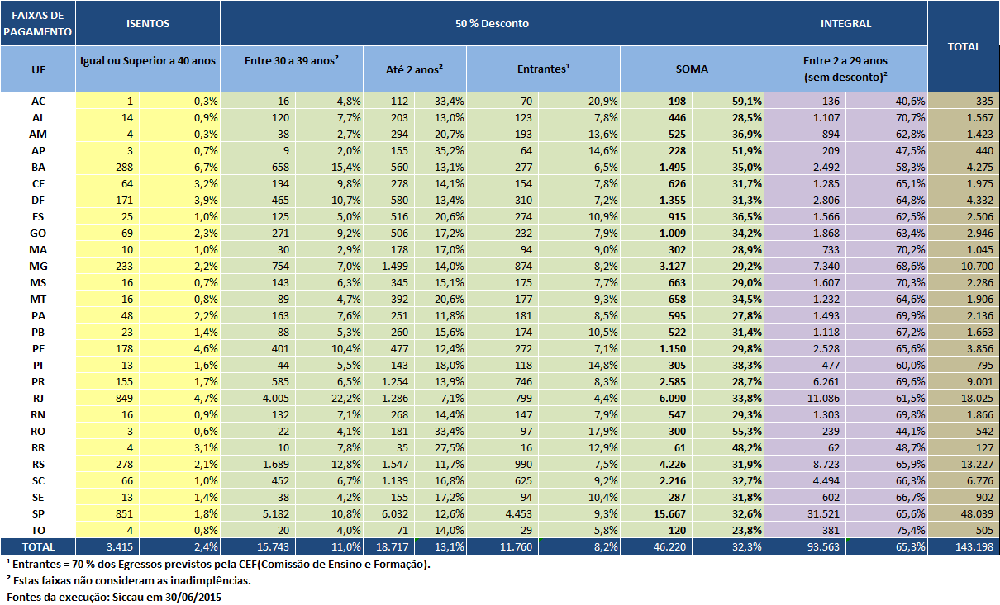 FAIXAS DE PAGAMENTO ISENTOS 50 % Desconto INTEGRAL TOTAL
UF Igual ou Superior a 40 anos Entre 30 a 39 anos² Até 2 anos² Entrantes¹ SOMA Entre 2 a 29 anos (sem desconto)²
AC 1 0,3% 16 4,8% 112 33,4% 70 20,9% 198 59,1% 136 40,6% 335
AL 14 0,9% 120 7,7% 203 13,0% 123 7,8% 446 28,5% 1.107 70,7% 1.567
AM 4 0,3% 38 2,7% 294 20,7% 193 13,6% 525 36,9% 894 62,8% 1.423
AP 3 0,7% 9 2,0% 155 35,2% 64 14,6% 228 51,9% 209 47,5% 440
BA 288 6,7% 658 15,4% 560 13,1% 277 6,5% 1.495 35,0% 2.492 58,3% 4.275
CE 64 3,2% 194 9,8% 278 14,1% 154 7,8% 626 31,7% 1.285 65,1% 1.975
DF 171 3,9% 465 10,7% 580 13,4% 310 7,2% 1.355 31,3% 2.806 64,8% 4.332
ES 25 1,0% 125 5,0% 516 20,6% 274 10,9% 915 36,5% 1.566 62,5% 2.506
GO 69 2,3% 271 9,2% 506 17,2% 232 7,9% 1.009 34,2% 1.868 63,4% 2.946
MA 10 1,0% 30 2,9% 178 17,0% 94 9,0% 302 28,9% 733 70,2% 1.045
MG 233 2,2% 754 7,0% 1.499 14,0% 874 8,2% 3.127 29,2% 7.340 68,6% 10.700
MS 16 0,7% 143 6,3% 345 15,1% 175 7,7% 663 29,0% 1.607 70,3% 2.286
MT 16 0,8% 89 4,7% 392 20,6% 177 9,3% 658 34,5% 1.232 64,6% 1.906
PA 48 2,2% 163 7,6% 251 11,8% 181 8,5% 595 27,8% 1.493 69,9% 2.136
PB 23 1,4% 88 5,3% 260 15,6% 174 10,5% 522 31,4% 1.118 67,2% 1.663
PE 178 4,6% 401 10,4% 477 12,4% 272 7,1% 1.150 29,8% 2.528 65,6% 3.856
PI 13 1,6% 44 5,5% 143 18,0% 118 14,8% 305 38,3% 477 60,0% 795
PR 155 1,7% 585 6,5% 1.254 13,9% 746 8,3% 2.585 28,7% 6.261 69,6% 9.001
RJ 849 4,7% 4.005 22,2% 1.286 7,1% 799 4,4% 6.090 33,8% 11.086 61,5% 18.025
RN 16 0,9% 132 7,1% 268 14,4% 147 7,9% 547 29,3% 1.303 69,8% 1.866
RO 3 0,6% 22 4,1% 181 33,4% 97 17,9% 300 55,3% 239 44,1% 542
RR 4 3,1% 10 7,8% 35 27,5% 16 12,9% 61 48,2% 62 48,7% 127
RS 278 2,1% 1.689 12,8% 1.547 11,7% 990 7,5% 4.226 31,9% 8.723 65,9% 13.227
SC 66 1,0% 452 6,7% 1.139 16,8% 625 9,2% 2.216 32,7% 4.494 66,3% 6.776
SE 13 1,4% 38 4,2% 155 17,2% 94 10,4% 287 31,8% 602 66,7% 902
SP 851 1,8% 5.182 10,8% 6.032 12,6% 4.453 9,3% 15.667 32,6% 31.521 65,6% 48.039
TO 4 0,8% 20 4,0% 71 14,0% 29 5,8% 120 23,8% 381 75,4% 505
TOTAL 3.415 2,4% 15.743 11,0% 18.717 13,1% 11.760 8,2% 46.220 32,3% 93.563 65,3% 143.198
¹ Entrantes = 70 % dos Egressos previstos pela CEF(Comissão de Ensino e Formação).
² Estas faixas não consideram as inadimplências.
Fontes da execução: Siccau em 30/06/2015